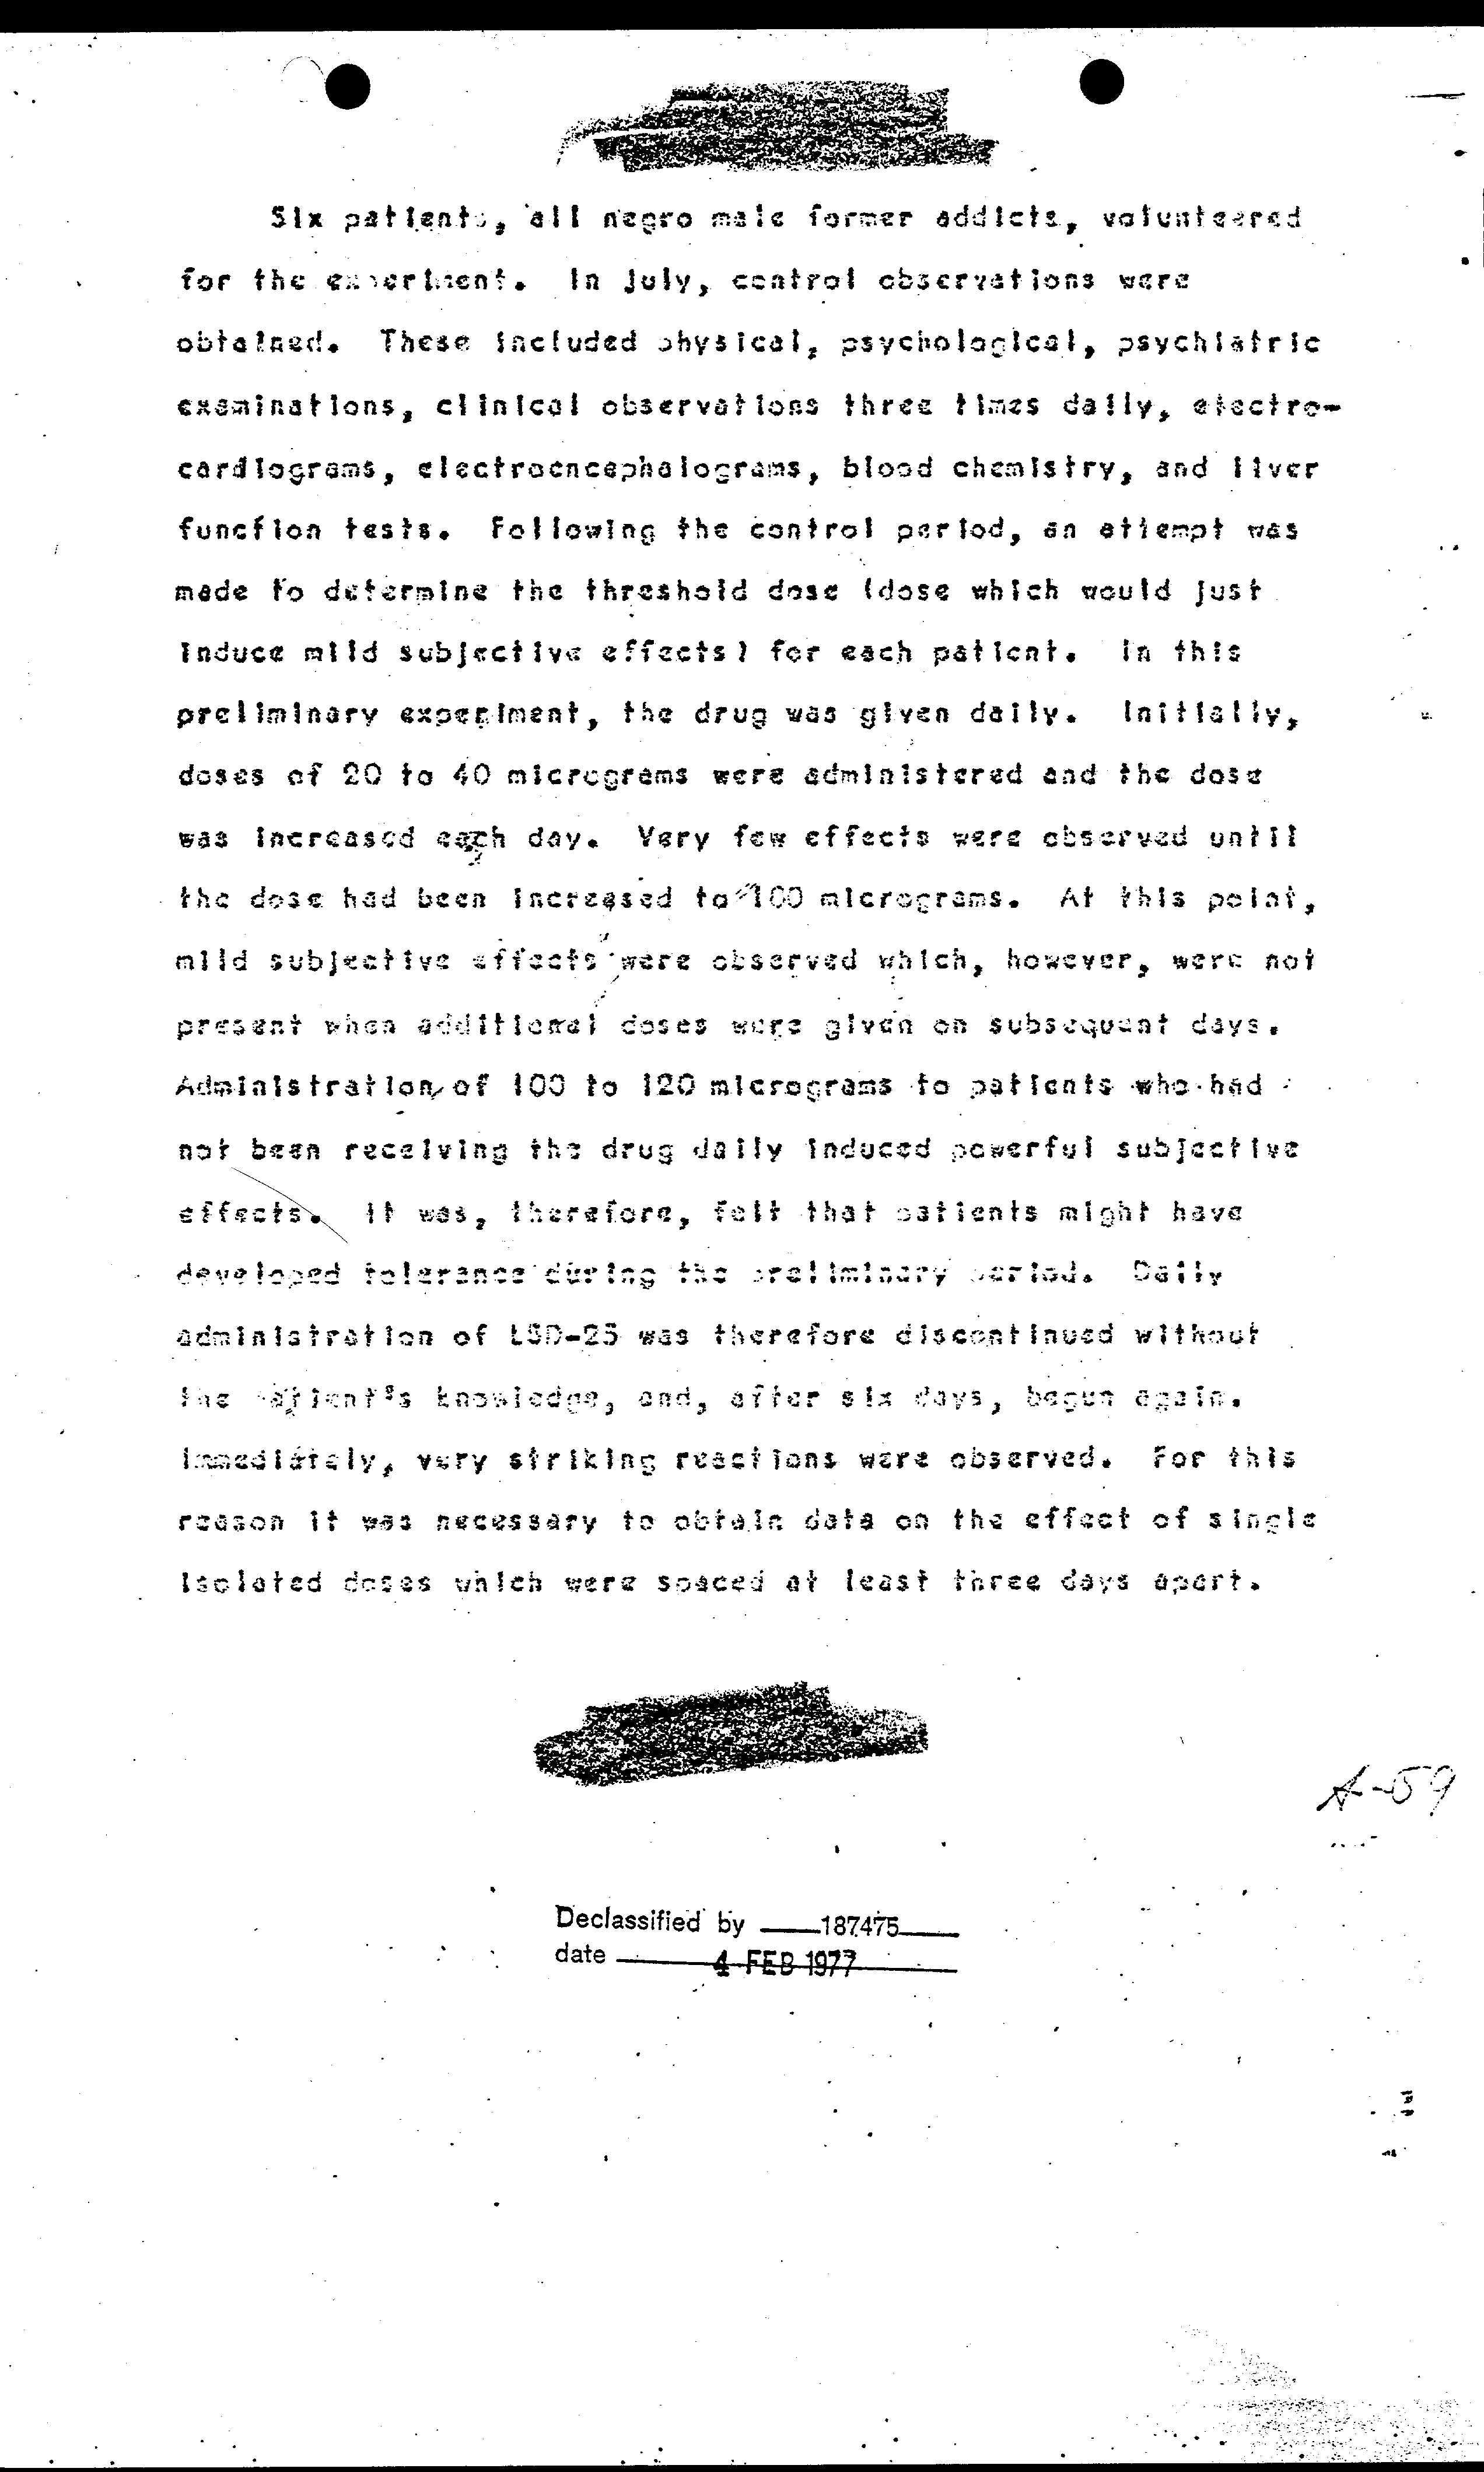 Six patients, all negro male former addicts, volunteered
for the experiment. In July, control observations were
obtained. These included physical, psychological, psychiatric
examinations, clinical observations three times daily, electro-
cardiograms, electroencephalograms, blood chemistry, and liver
function tests. Following the control period, an attempt was
made to determine the threshold dose (dose which would just
induce mild subjective effects) for each patient. In this
preliminary experiment, the drug was given daily. Initially,
doses of 20 to 40 micrograms were administered and the dose
was increased each day. Very few effects were observed until
the dose had been increased to 100 micrograms. At this point,
mild subjective effects were observed which, however, were not
present when additional doses were given on subsequent days.
Administration of 100 to 120 micrograms to patients who had
not been receiving the drug daily induced powerful subjective
effects. It was, therefore, felt that patients might have
developed tolerance during the preliminary period. Daily
administration of LSD-25 was therefore discontinued without
the patient's knowledge, and, after six days, begun again.
Immediately, very striking reactions were observed. For this
reason it was necessary to obtain data on the effect of single
isolated doses which were spaced at least three days apart.
A-59
Declassified by 187475
date 4 FEB 1977